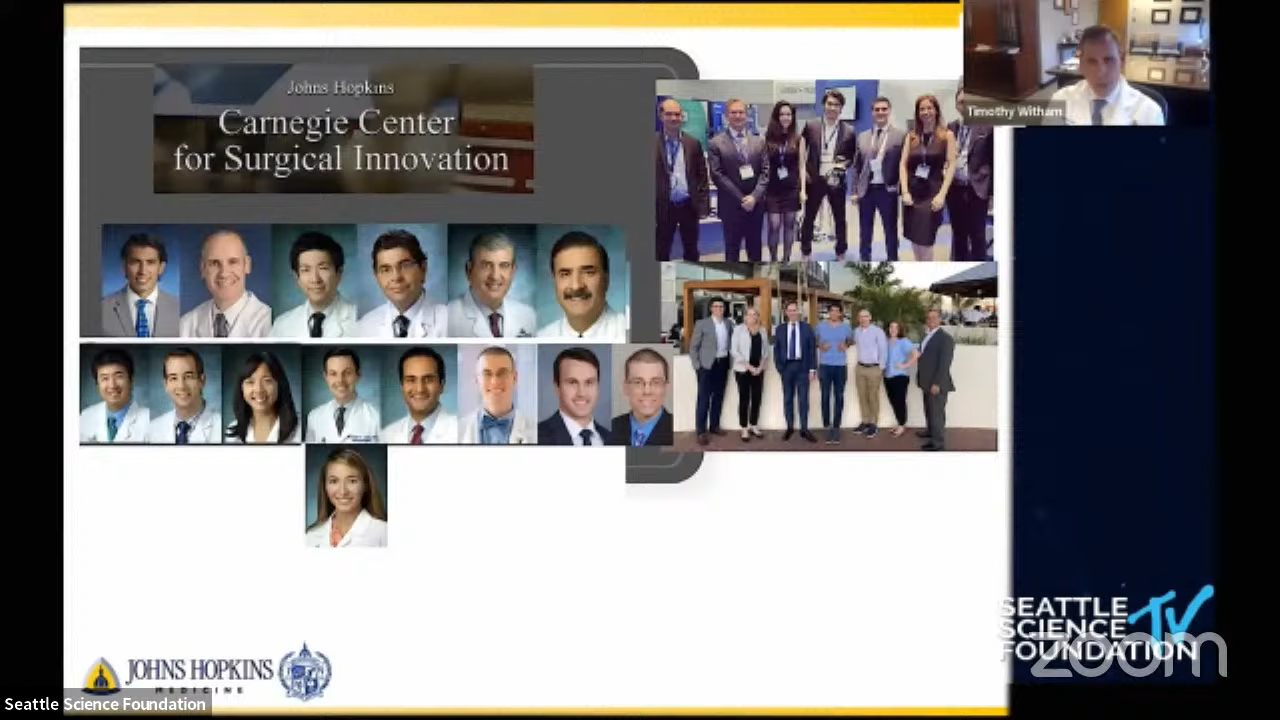 Johns Hopkins
Carnegie Center
for Surgical Innovation
Timothy Witham
JOHNS HOPKINS
MEDICINE
SEATTLE
SCIENCE TV
FOUNDATION
zoom
Seattle Science Foundation